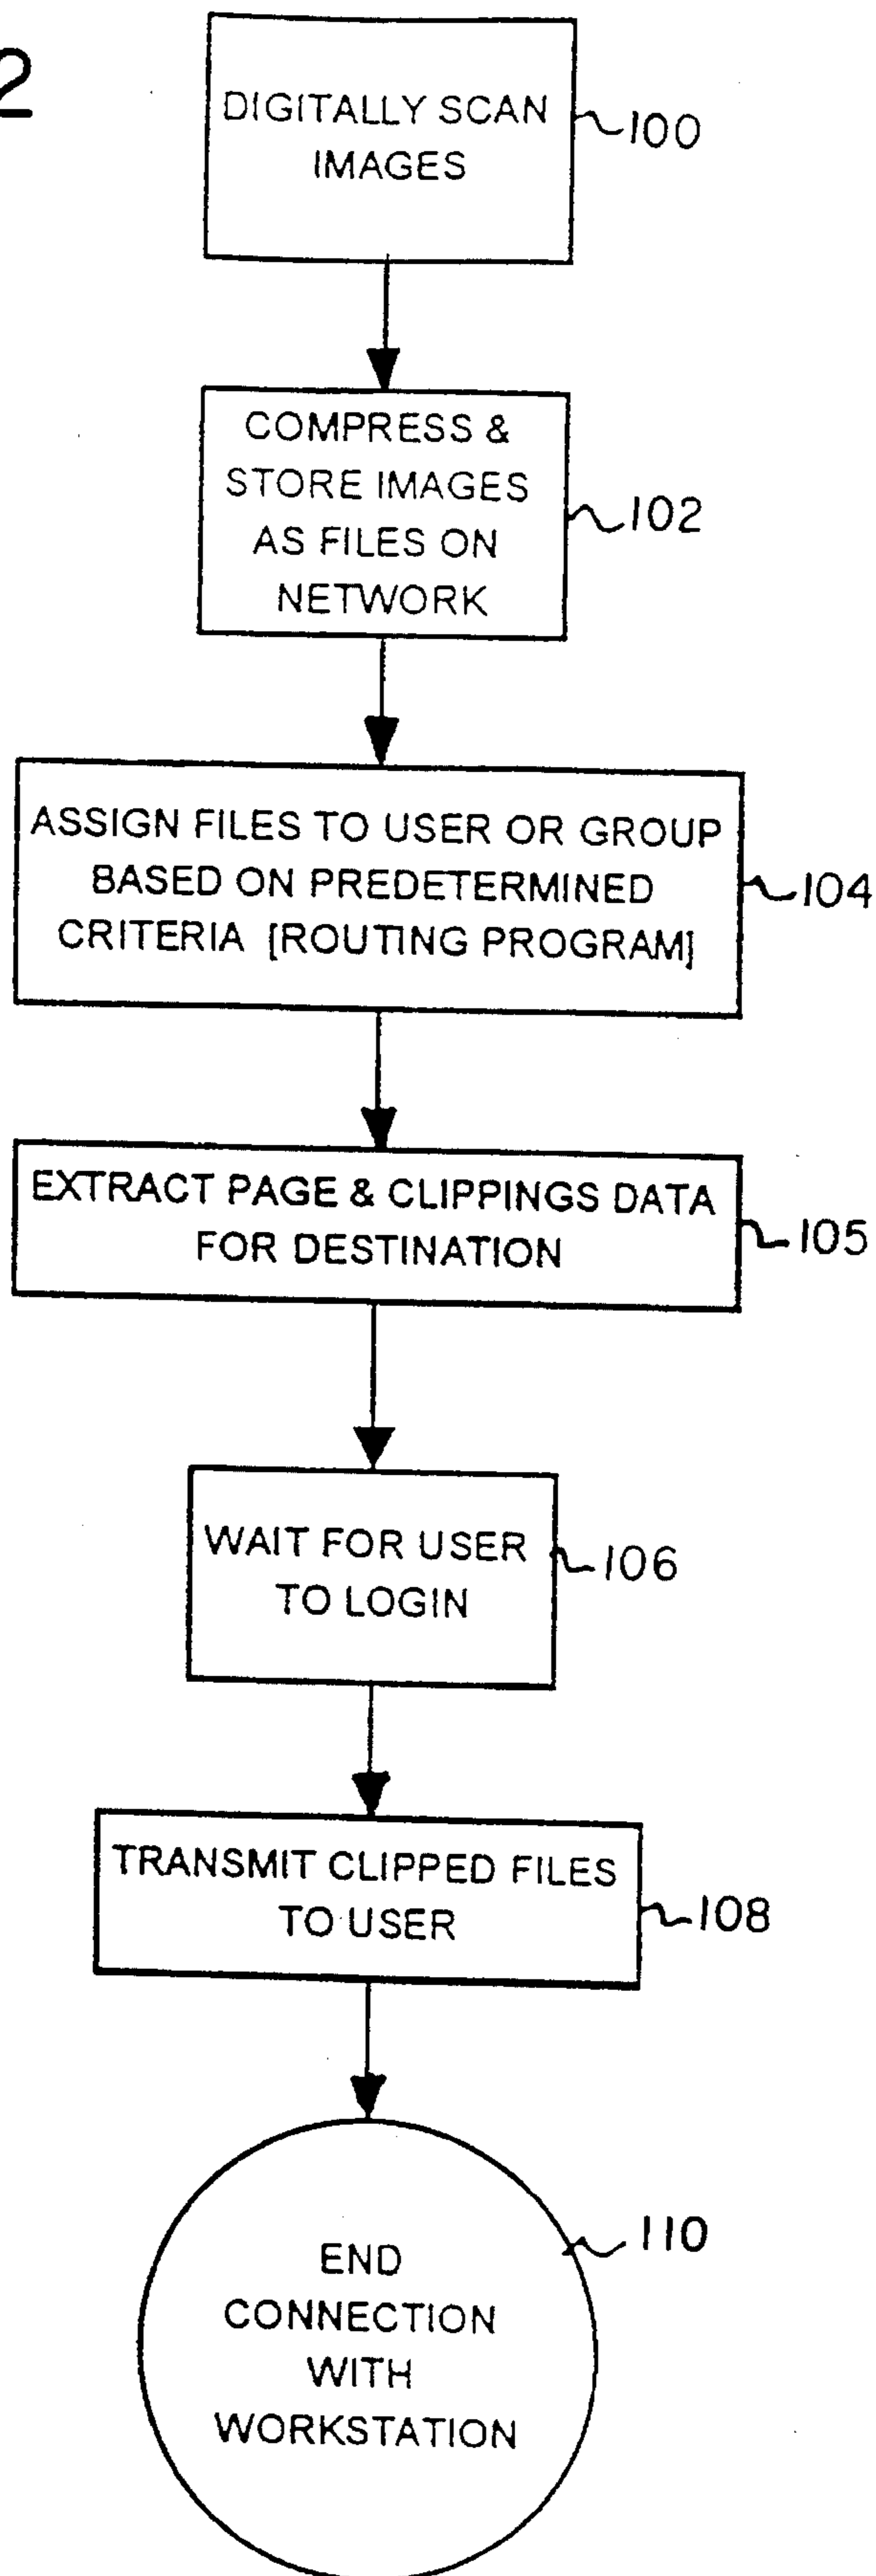 2
DIGITALLY SCAN
IMAGES
100
COMPRESS &
STORE IMAGES
AS FILES ON
NETWORK
102
ASSIGN FILES TO USER OR GROUP
BASED ON PREDETERMINED
CRITERIA [ROUTING PROGRAM]
104
EXTRACT PAGE & CLIPPINGS DATA
FOR DESTINATION
105
WAIT FOR USER
TO LOGIN
106
TRANSMIT CLIPPED FILES
TO USER
108
END
CONNECTION
WITH
WORKSTATION
110